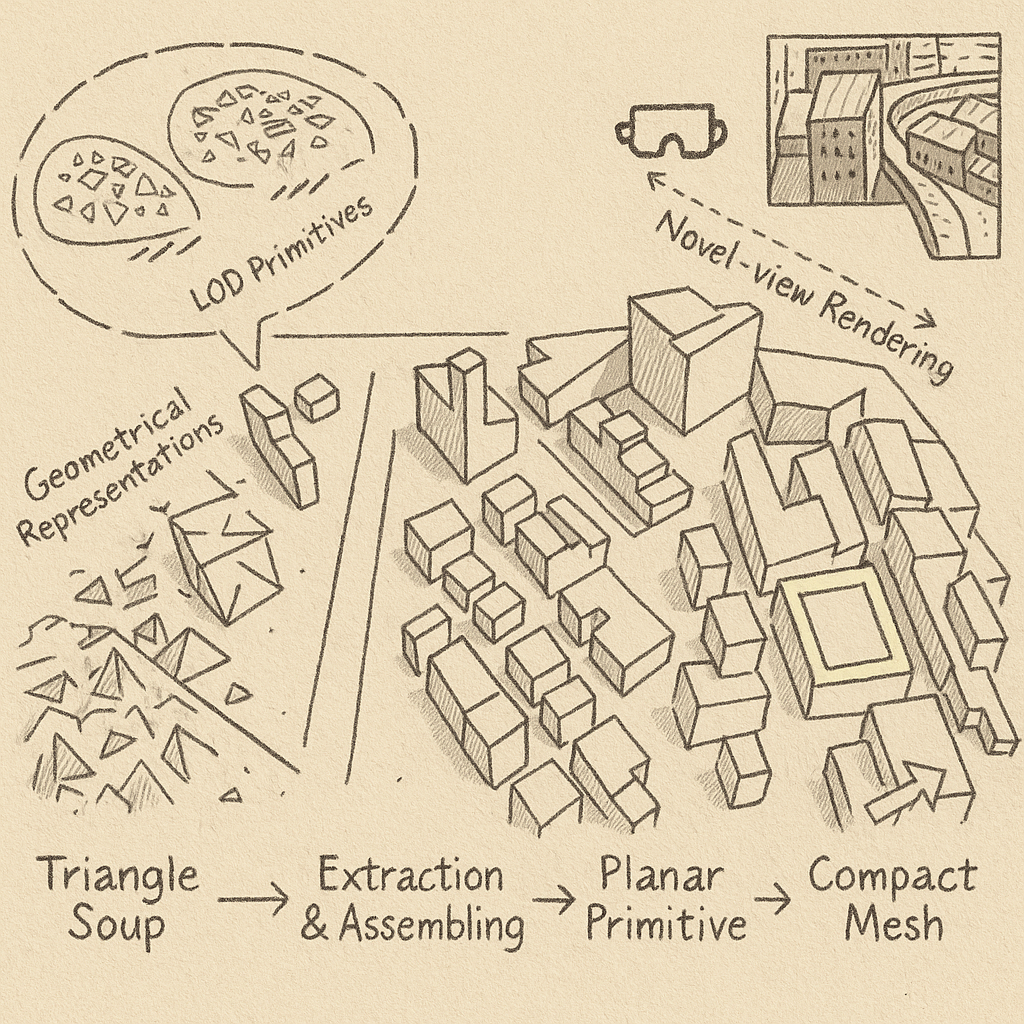 LOD Primitives
Novel-view Rendering
Geometrical
Representations
Triangle
Soup
Extraction
& Assembling
Planar
Primitive
Compact
Mesh